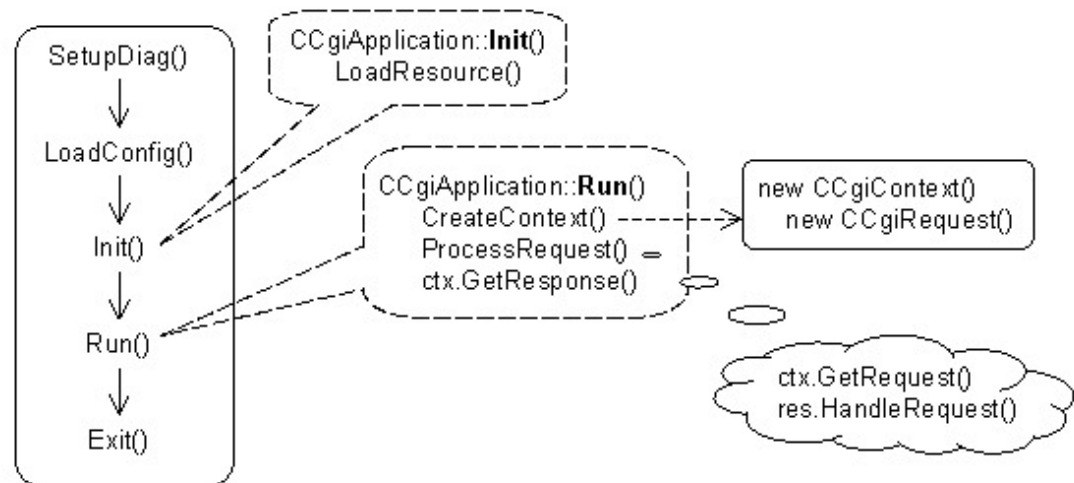 SetupDiag()
LoadConfig()
Init()
Run()
Exit()
CCgiApplication::Init()
LoadResource()
CCgiApplication::Run()
CreateContext()
ProcessRequest()
ctx.GetResponse()
new CCgiContext()
new CCgiRequest()
ctx.GetRequest()
res.HandleRequest()